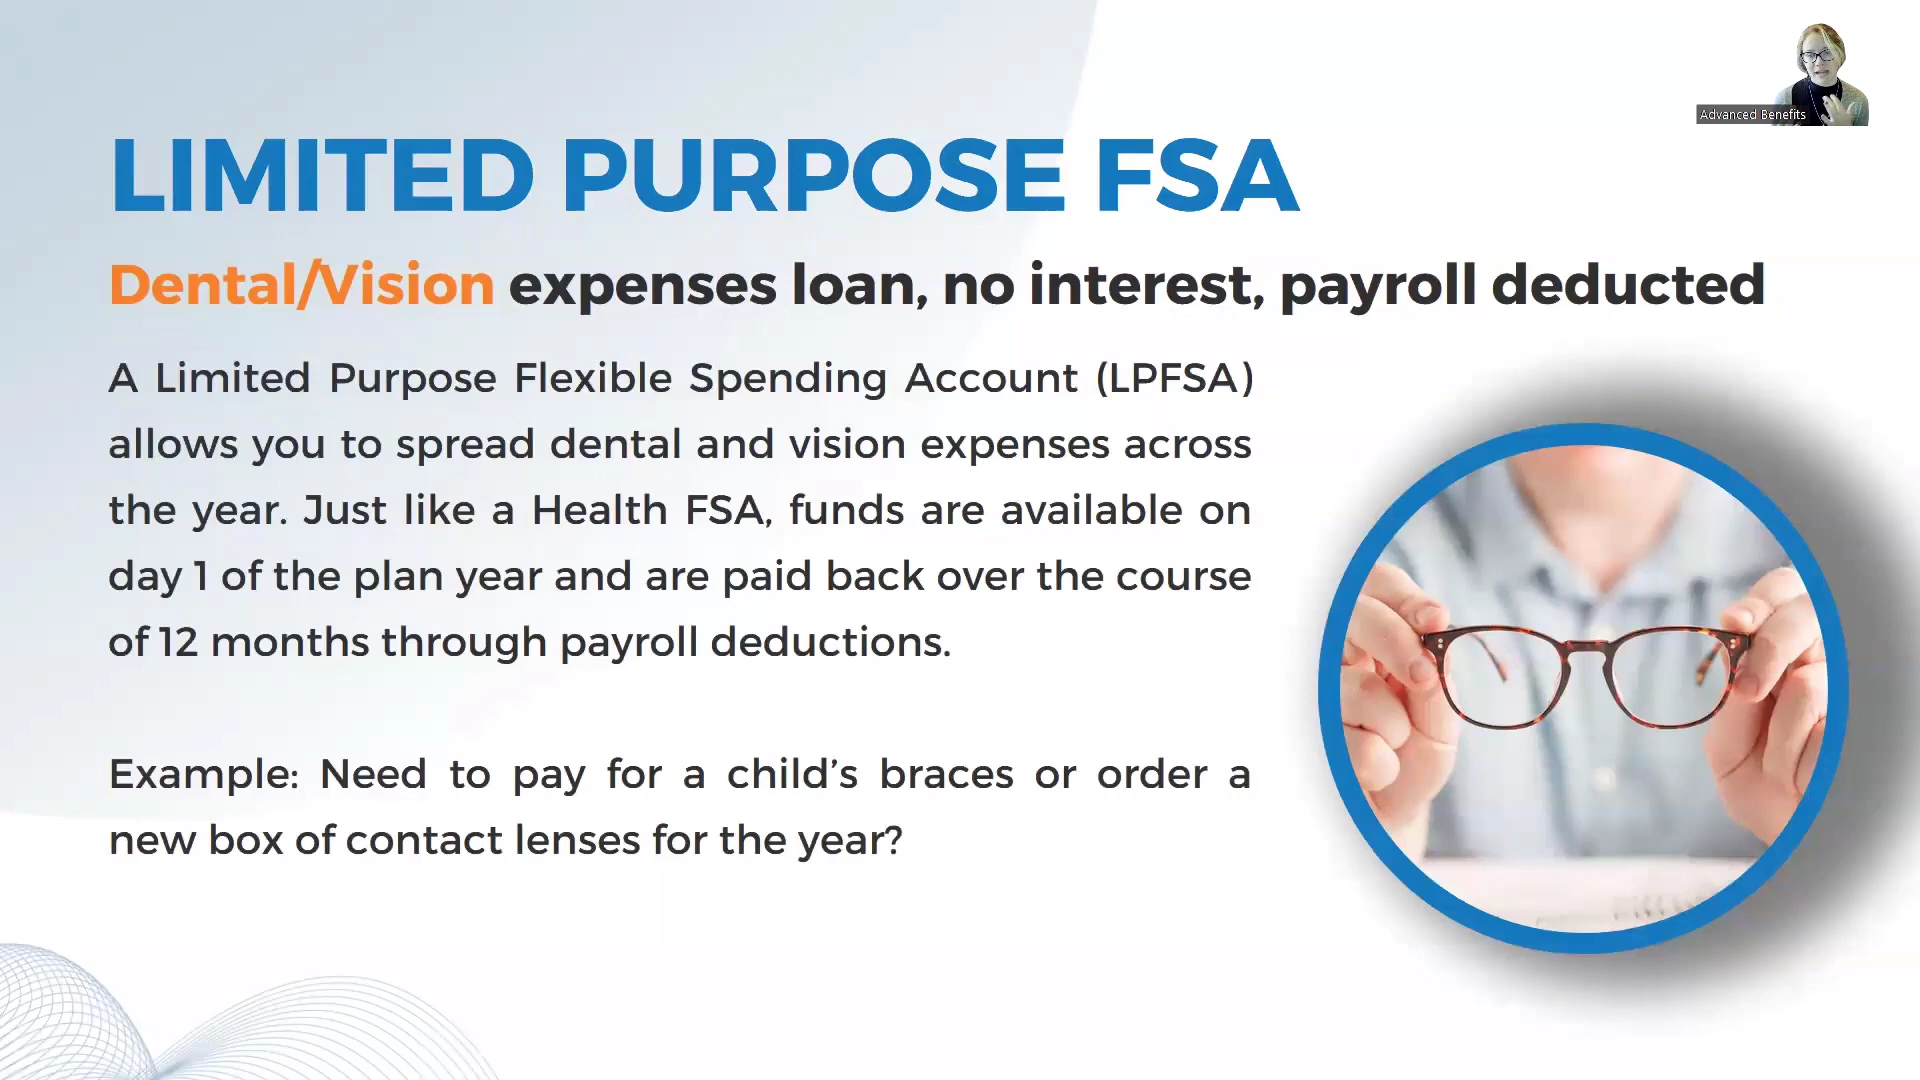 Advanced Benefits
LIMITED PURPOSE FSA
Dental/Vision expenses loan, no interest, payroll deducted
A Limited Purpose Flexible Spending Account (LPFSA)
allows you to spread dental and vision expenses across
the year. Just like a Health FSA, funds are available on
day 1 of the plan year and are paid back over the course
of 12 months through payroll deductions.
Example: Need to pay for a child’s braces or order a
new box of contact lenses for the year?